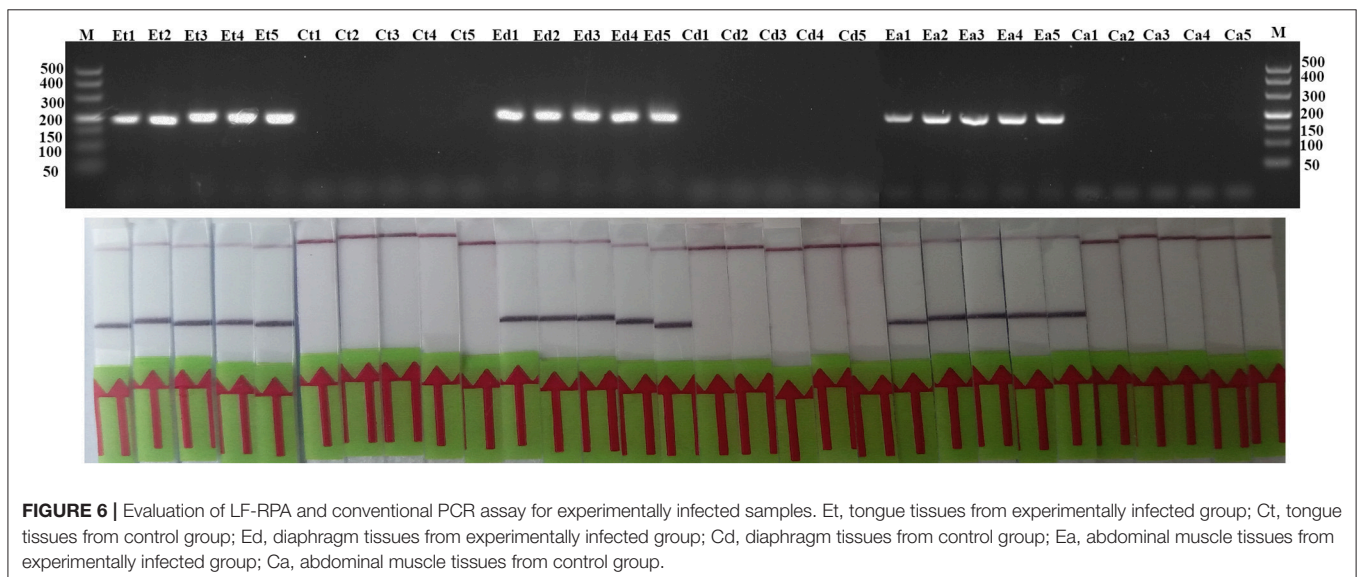 M Et1 Et2 Et3 Et4 Et5 Ct1 Ct2 Ct3 Ct4 Ct5 Ed1 Ed2 Ed3 Ed4 Ed5 Cd1 Cd2 Cd3 Cd4 Cd5 Ea1 Ea2 Ea3 Ea4 Ea5 Ca1 Ca2 Ca3 Ca4 Ca5 M
500 500
400 400
300 300
200 200
150 150
100 100
50 50
FIGURE 6 | Evaluation of LF-RPA and conventional PCR assay for experimentally infected samples. Et, tongue tissues from experimentally infected group; Ct, tongue
tissues from control group; Ed, diaphragm tissues from experimentally infected group; Cd, diaphragm tissues from control group; Ea, abdominal muscle tissues from
experimentally infected group; Ca, abdominal muscle tissues from control group.